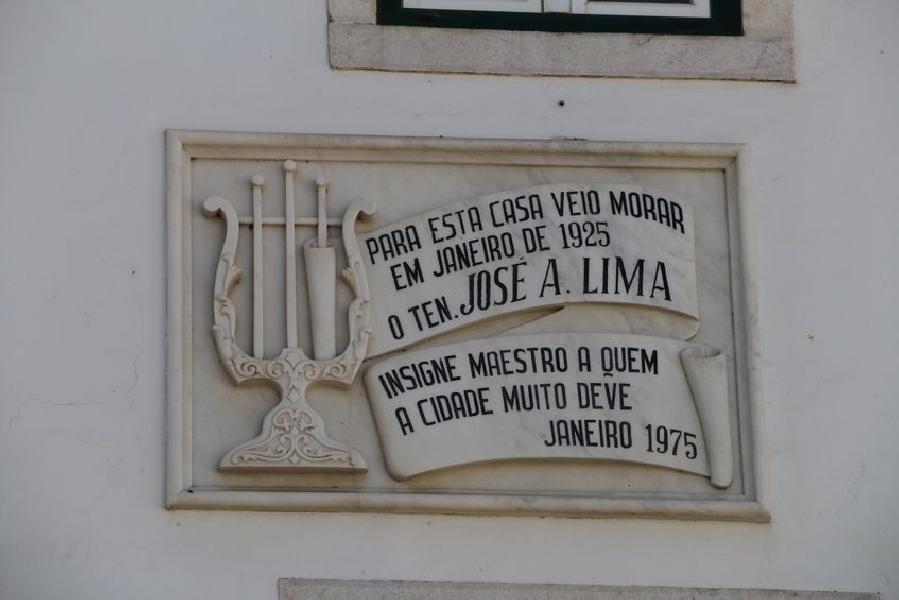 PARA ESTA CASA VEIO MORAR
EM JANEIRO DE 1925
O TEN. JOSÉ A. LIMA
INSIGNE MAESTRO A QUEM
A CIDADE MUITO DEVE
JANEIRO 1975